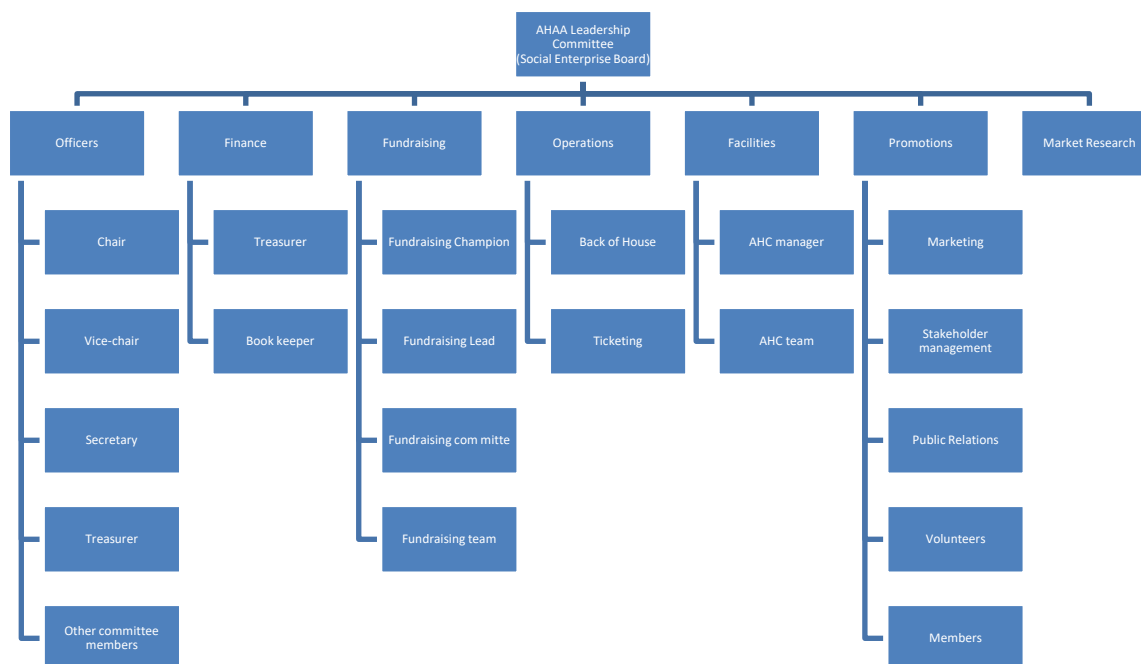 AHAA Leadership
Committee
(Social Enterprise Board)
Officers
Finance
Fundraising
Operations
Facilities
Promotions
Market Research
Chair
Treasurer
Fundraising Champion
Back of House
AHC manager
Marketing
Vice-chair
Book keeper
Fundraising Lead
Ticketing
AHC team
Stakeholder
management
Secretary
Fundraising com mitte
Public Relations
Treasurer
Fundraising team
Volunteers
Other committee
members
Members